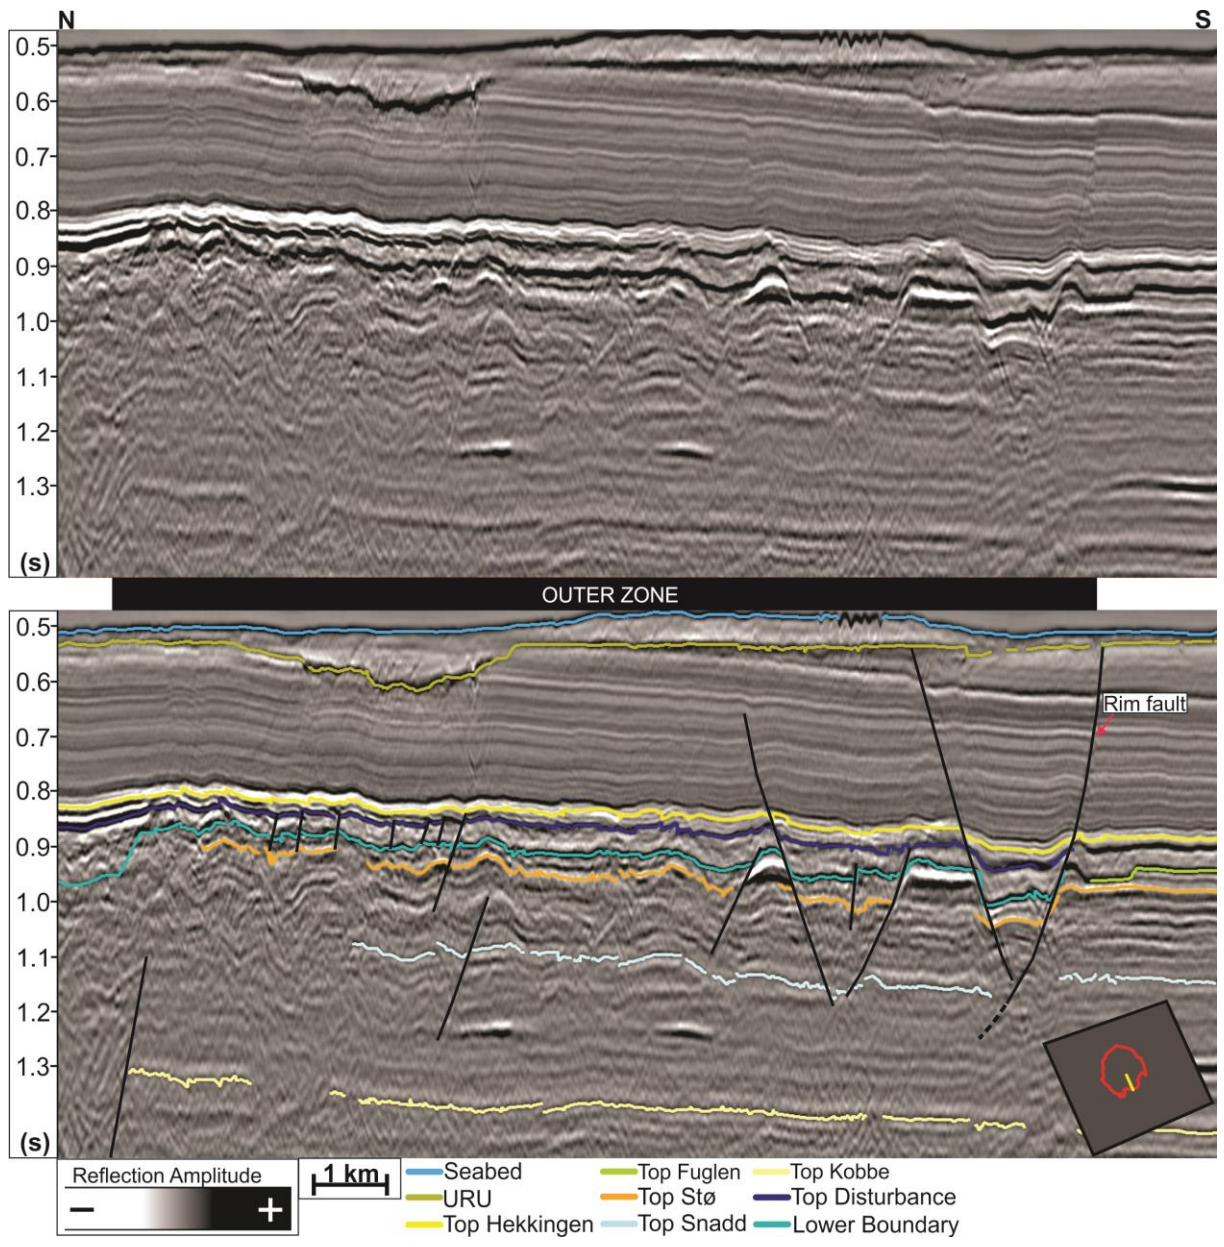 N S
0.5
0.6
0.7
0.8
0.9
1.0
1.1
1.2
1.3
(s)
OUTER ZONE
0.5
0.6
0.7
0.8
0.9
1.0
1.1
1.2
1.3
(s)
Rim fault
Reflection Amplitude
− +
1 km
Seabed
URU
Top Hekkingen
Top Fuglen
Top Stø
Top Snadd
Top Kobbe
Top Disturbance
Lower Boundary